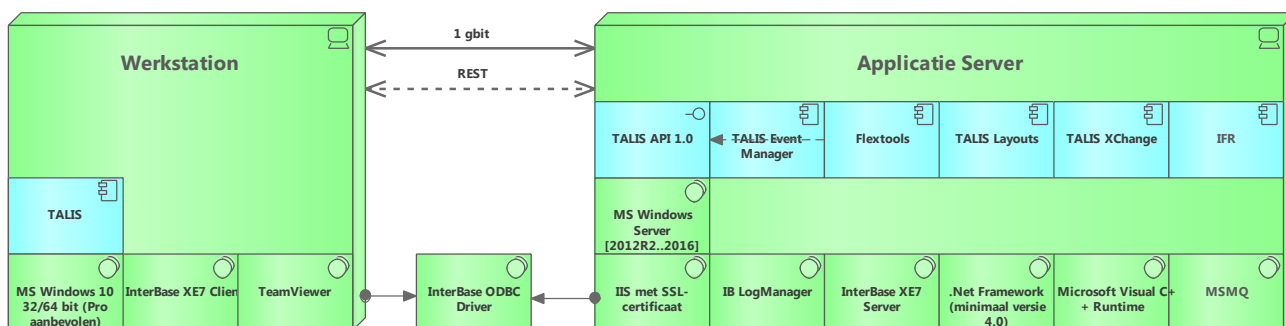 1 gbit
Werkstation
Applicatie Server
REST
TALIS API 1.0
TALIS Event
Manager
Flextools
TALIS Layouts
TALIS XChange
IFR
TALIS
MS Windows
Server
[2012R2..2016]
MS Windows 10
32/64 bit (Pro
aanbevolen)
InterBase XE7 Client
TeamViewer
InterBase ODBC
Driver
IIS met SSL-
certificaat
IB LogManager
InterBase XE7
Server
.Net Framework
(minimaal versie
4.0)
Microsoft Visual C+
+ Runtime
MSMQ